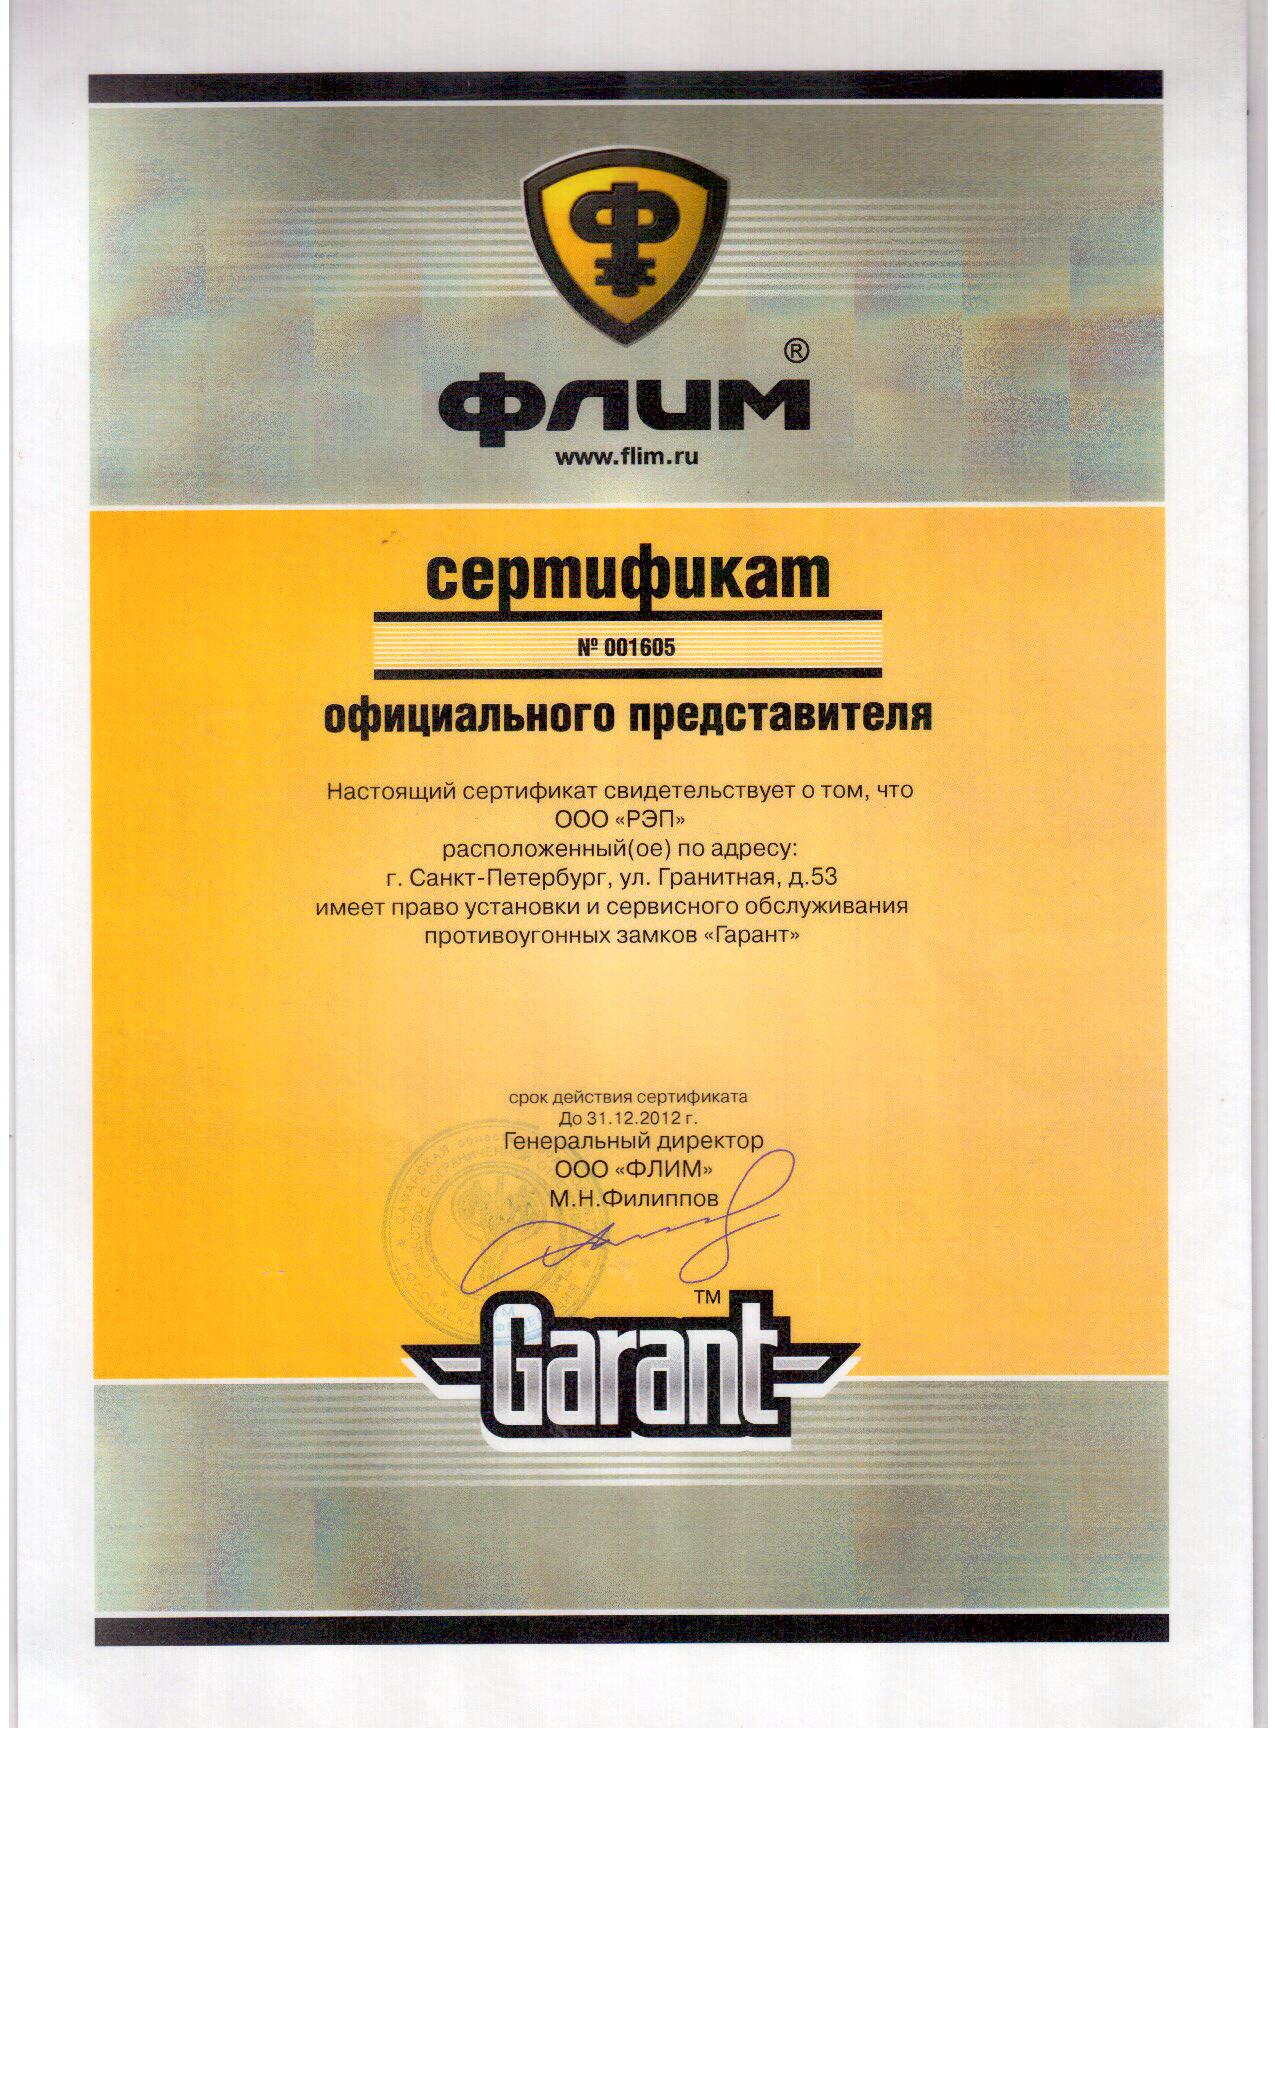 ®
ФЛИМ
www.flim.ru
сертификат
№ 001605
официального представителя
Настоящий сертификат свидетельствует о том, что
ООО «РЭП»
расположенный(ое) по адресу:
г. Санкт-Петербург, ул. Гранитная, д.53
имеет право установки и сервисного обслуживания
противоугонных замков «Гарант»
срок действия сертификата
До 31.12.2012 г.
Генеральный директор
ООО «ФЛИМ»
М.Н.Филиппов
TM
Garant